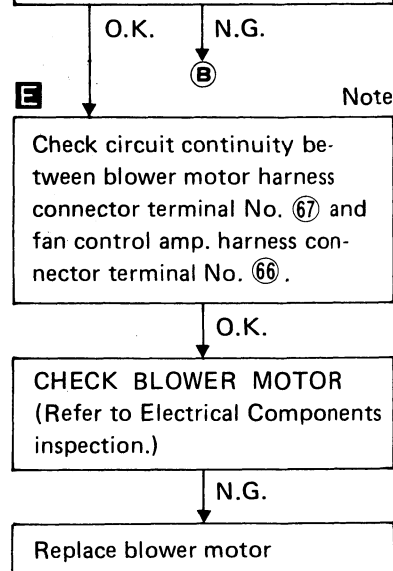 O.K. N.G.
Ⓑ
E Note
Check circuit continuity be-
tween blower motor harness
connector terminal No. 67 and
fan control amp. harness con-
nector terminal No. 66 .
O.K.
CHECK BLOWER MOTOR
(Refer to Electrical Components
inspection.)
N.G.
Replace blower motor